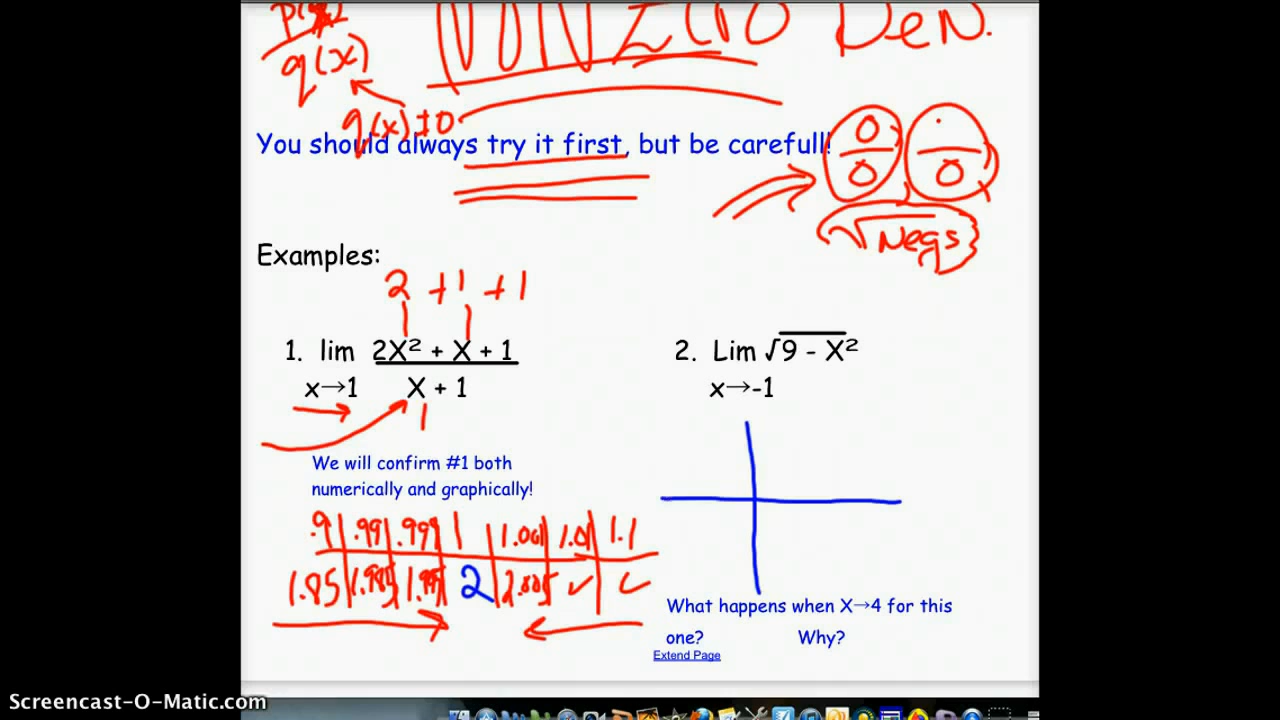 NONZERO DEN.
q(x)
q(x)≠0
You should always try it first, but be carefull!
0/0
/0
√Negs
Examples:
2 + 1 + 1
1. lim 2X² + X + 1
x→1 X + 1
1
2. Lim √9 - X²
x→-1
We will confirm #1 both
numerically and graphically!
.9 .99 .999 1 1.001 1.01 1.1
1.85 1.985 2
What happens when X→4 for this
one? Why?
Extend Page
Screencast-O-Matic.com